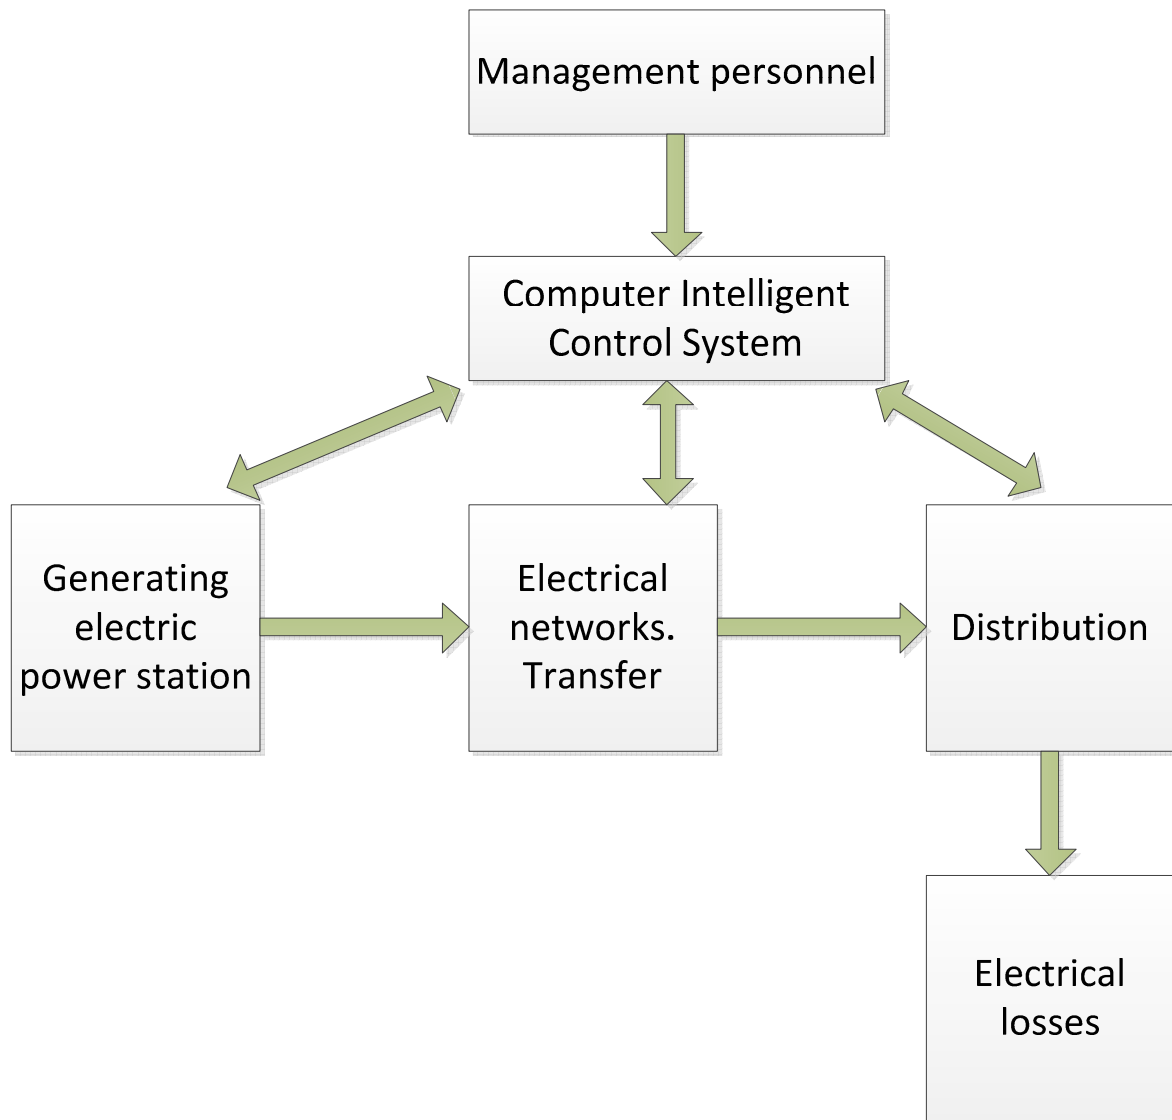 Management personnel
Computer Intelligent
Control System
Generating
electric
power station
Electrical
networks.
Transfer
Distribution
Electrical
losses